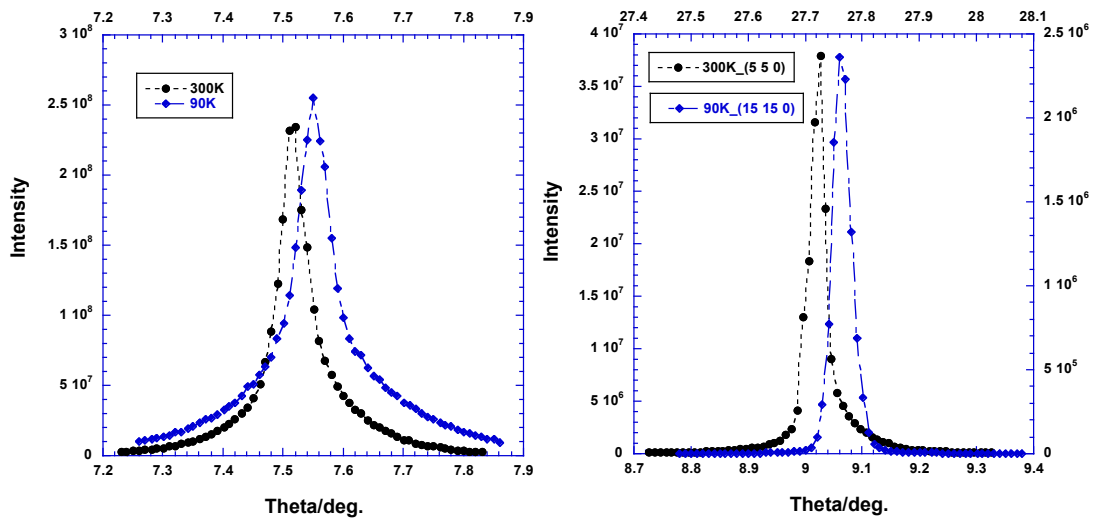 7.2 7.3 7.4 7.5 7.6 7.7 7.8 7.9
3 10⁸
2.5 10⁸
2 10⁸
1.5 10⁸
1 10⁸
5 10⁷
0
Intensity
300K
90K
7.2 7.3 7.4 7.5 7.6 7.7 7.8 7.9
Theta/deg.
27.4 27.5 27.6 27.7 27.8 27.9 28 28.1
4 10⁷
3.5 10⁷
3 10⁷
2.5 10⁷
2 10⁷
1.5 10⁷
1 10⁷
5 10⁶
0
Intensity
300K_(5 5 0)
90K_(15 15 0)
2.5 10⁶
2 10⁶
1.5 10⁶
1 10⁶
5 10⁵
0
8.7 8.8 8.9 9.0 9.1 9.2 9.3 9.4
Theta/deg.